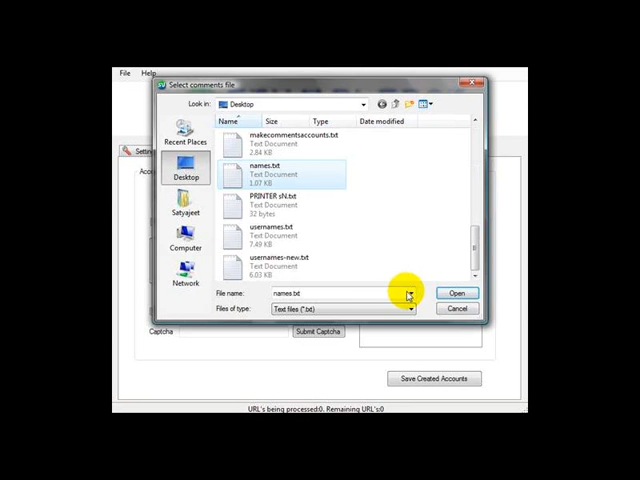 File Help
Select comments file
Look in: Desktop
Name Size Type Date modified
Recent Places
Desktop
Satyajeet
Computer
Network
makecommentsaccounts.txt
Text Document
2.84 KB
names.txt
Text Document
1.07 KB
PRINTER sN.txt
Text Document
32 bytes
usernames.txt
Text Document
7.49 KB
usernames-new.txt
Text Document
6.03 KB
File name: names.txt Open
Files of type: Text files (*.txt) Cancel
Captcha Submit Captcha
Save Created Accounts
URL's being processed:0. Remaining URL's:0